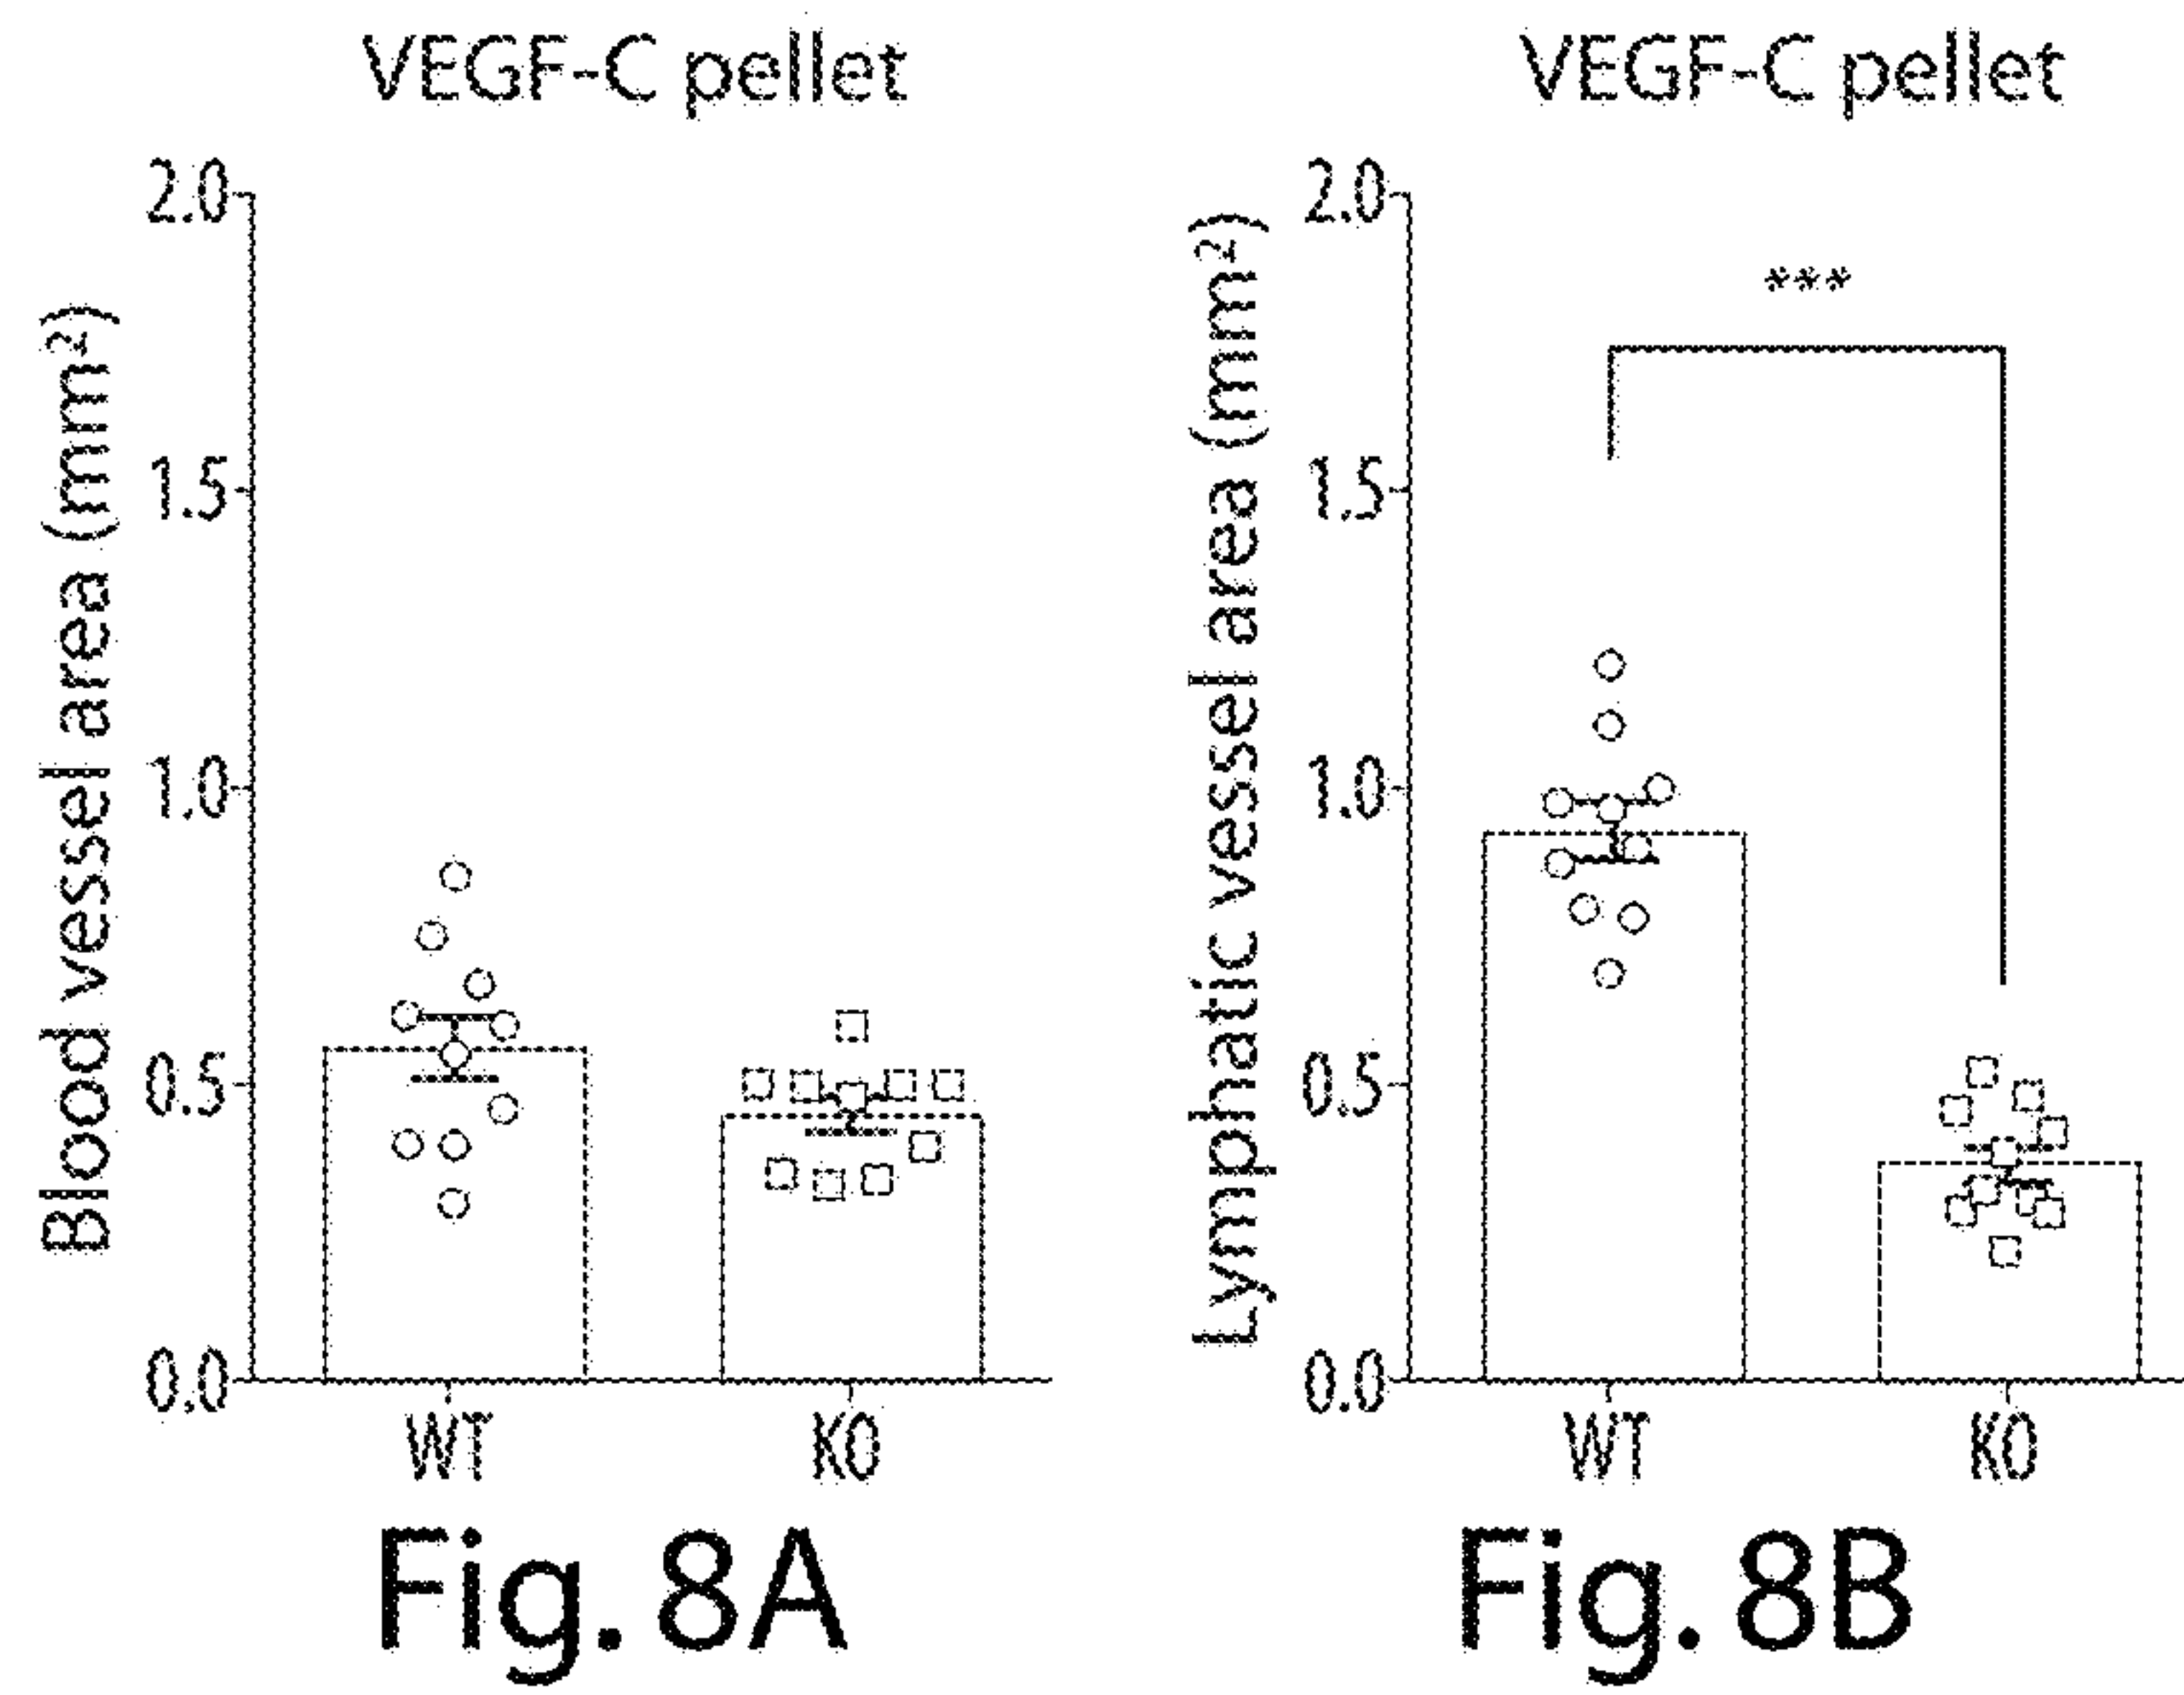 VEGF-C pellet
Blood vessel area (mm²)
2.0
1.5
1.0
0.5
0.0
WT KO
Fig. 8A
VEGF-C pellet
Lymphatic vessel area (mm²)
2.0
1.5
1.0
0.5
0.0
***
WT KO
Fig. 8B